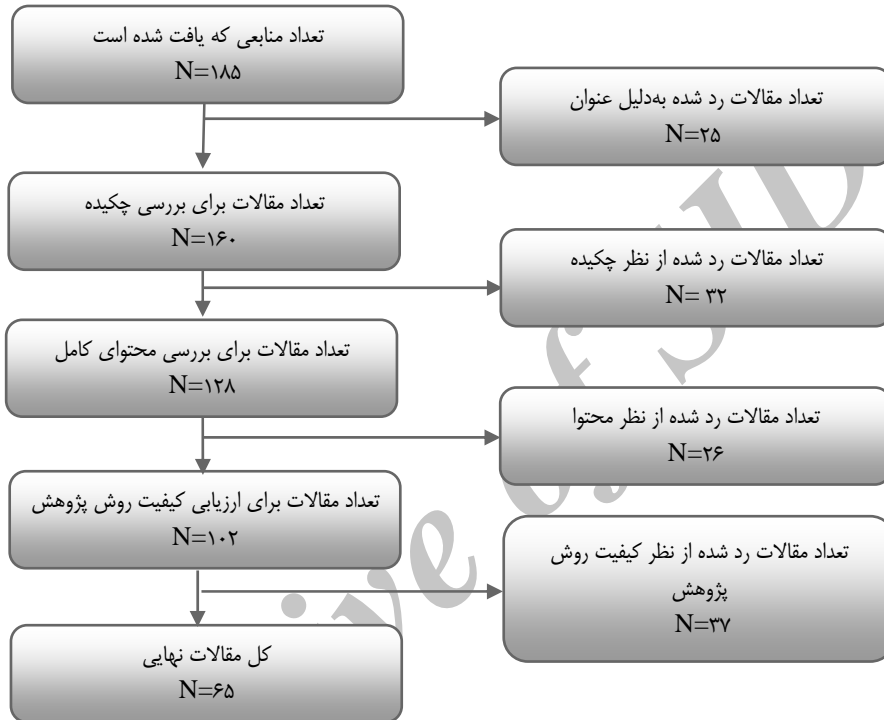 تعداد منابعی که یافت شده است
N=۱۸۵
تعداد مقالات رد شده به‌دلیل عنوان
N=۲۵
تعداد مقالات برای بررسی چکیده
N=۱۶۰
تعداد مقالات رد شده از نظر چکیده
N= ۳۲
تعداد مقالات برای بررسی محتوای کامل
N=۱۲۸
تعداد مقالات رد شده از نظر محتوا
N=۲۶
تعداد مقالات برای ارزیابی کیفیت روش پژوهش
N=۱۰۲
تعداد مقالات رد شده از نظر کیفیت روش
پژوهش
N=۳۷
کل مقالات نهایی
N=۶۵
ive of SID